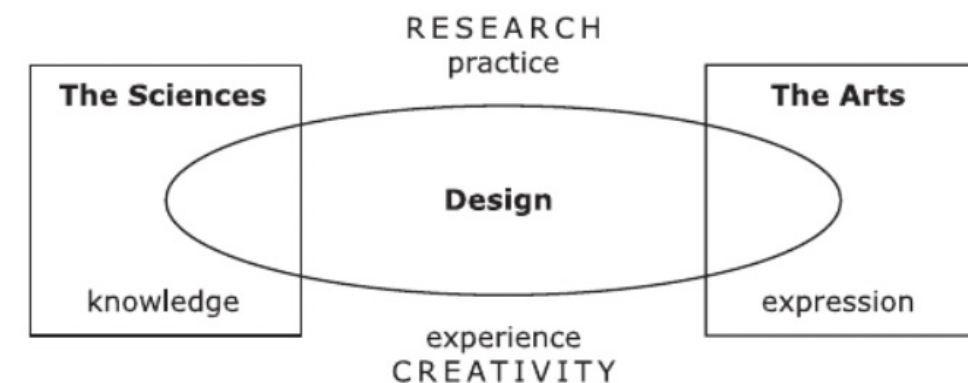 RESEARCH
practice
The Sciences
The Arts
Design
knowledge
expression
experience
CREATIVITY